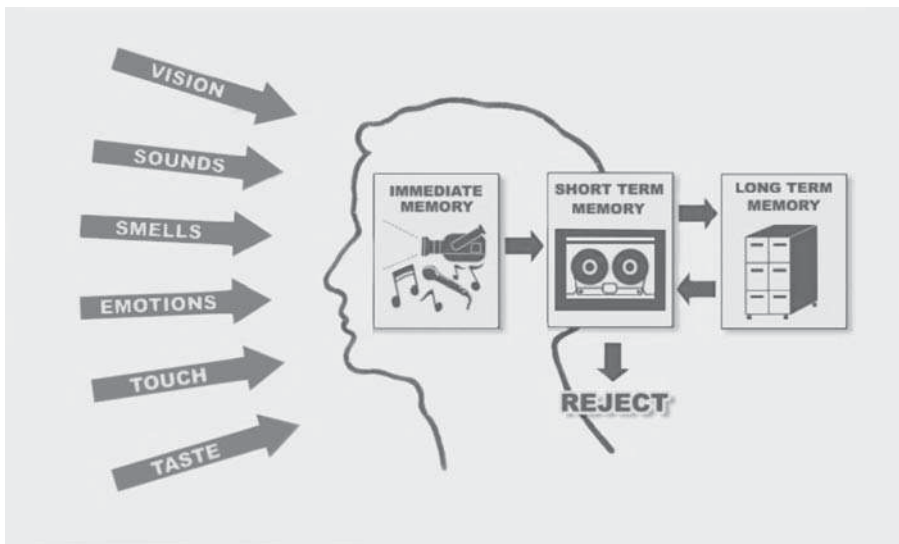 VISION
SOUNDS
SMELLS
EMOTIONS
TOUCH
TASTE
IMMEDIATE
MEMORY
SHORT TERM
MEMORY
LONG TERM
MEMORY
REJECT